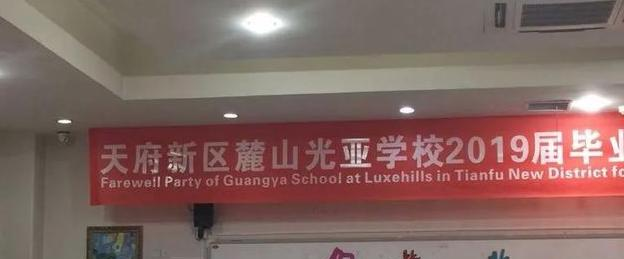 天府新区麓山光亚学校2019届毕业
Farewell Party of Guangya School at Luxehills in Tianfu New District fo